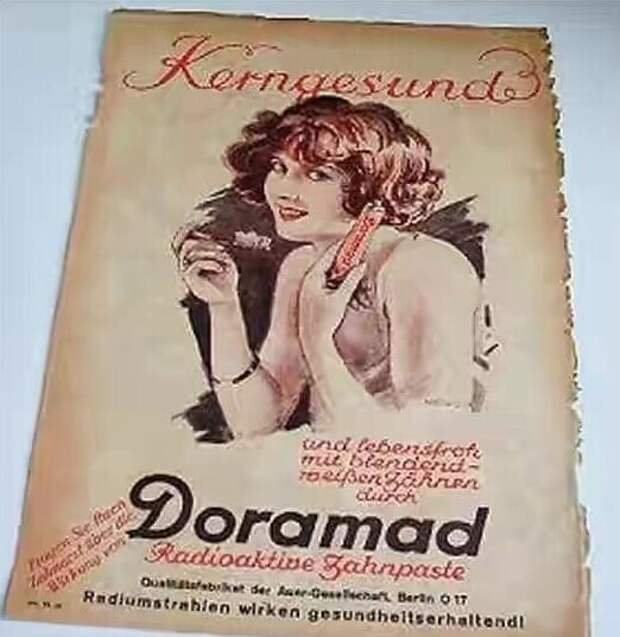 Kerngesund
Doramad
und lebensfroh
mit blendend-
weißen Zähnen
durch
Fragen Sie Ihren
Zahnarzt über die
Wirkung von
Doramad
Radioaktive Zahnpaste
Qualitätsfabrikat der Auer-Gesellschaft, Berlin O 17
Radiumstrahlen wirken gesundheitserhaltend!